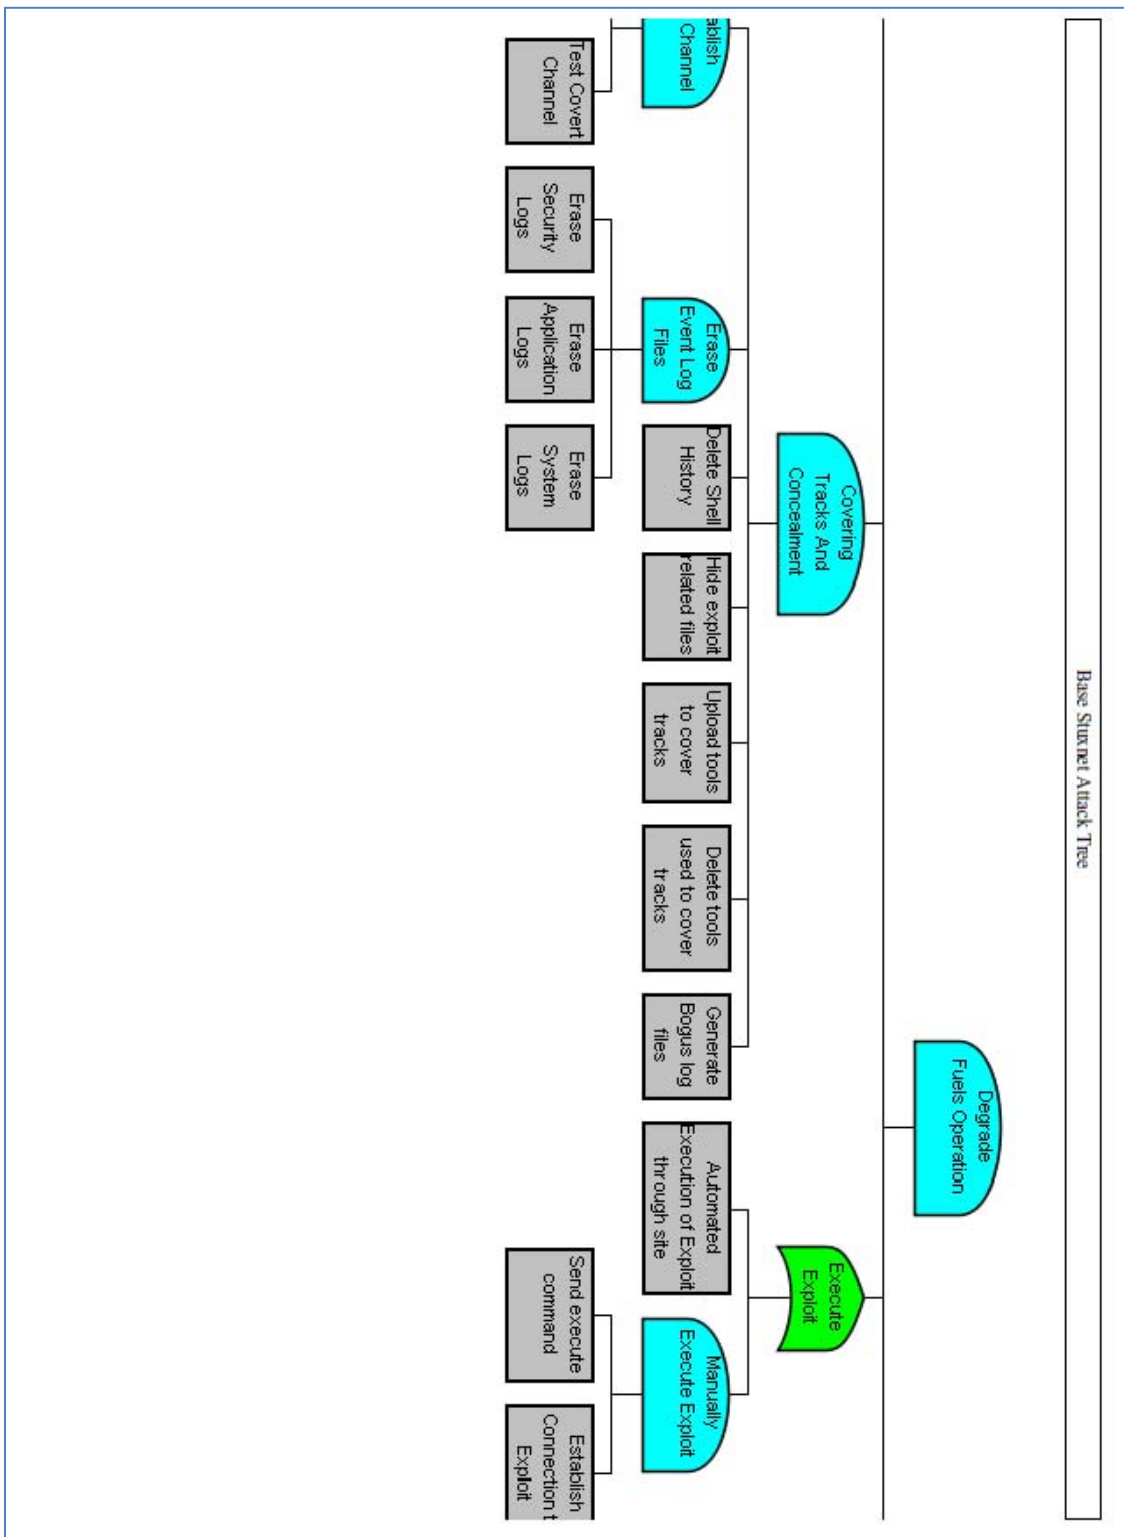 Base Stuxnet Attack Tree
Degrade
Fuels Operation
Covering
Tracks And
Concealment
Execute
Exploit
ablish
Channel
Erase
Event Log
Files
Delete Shell
History
Hide exploit
related files
Upload tools
to cover
tracks
Delete tools
used to cover
tracks
Generate
Bogus log
files
Automated
Execution of Exploit
through site
Manually
Execute Exploit
Test Covert
Channel
Erase
Security
Logs
Erase
Application
Logs
Erase
System
Logs
Send execute
command
Establish
Connection t
Exploit